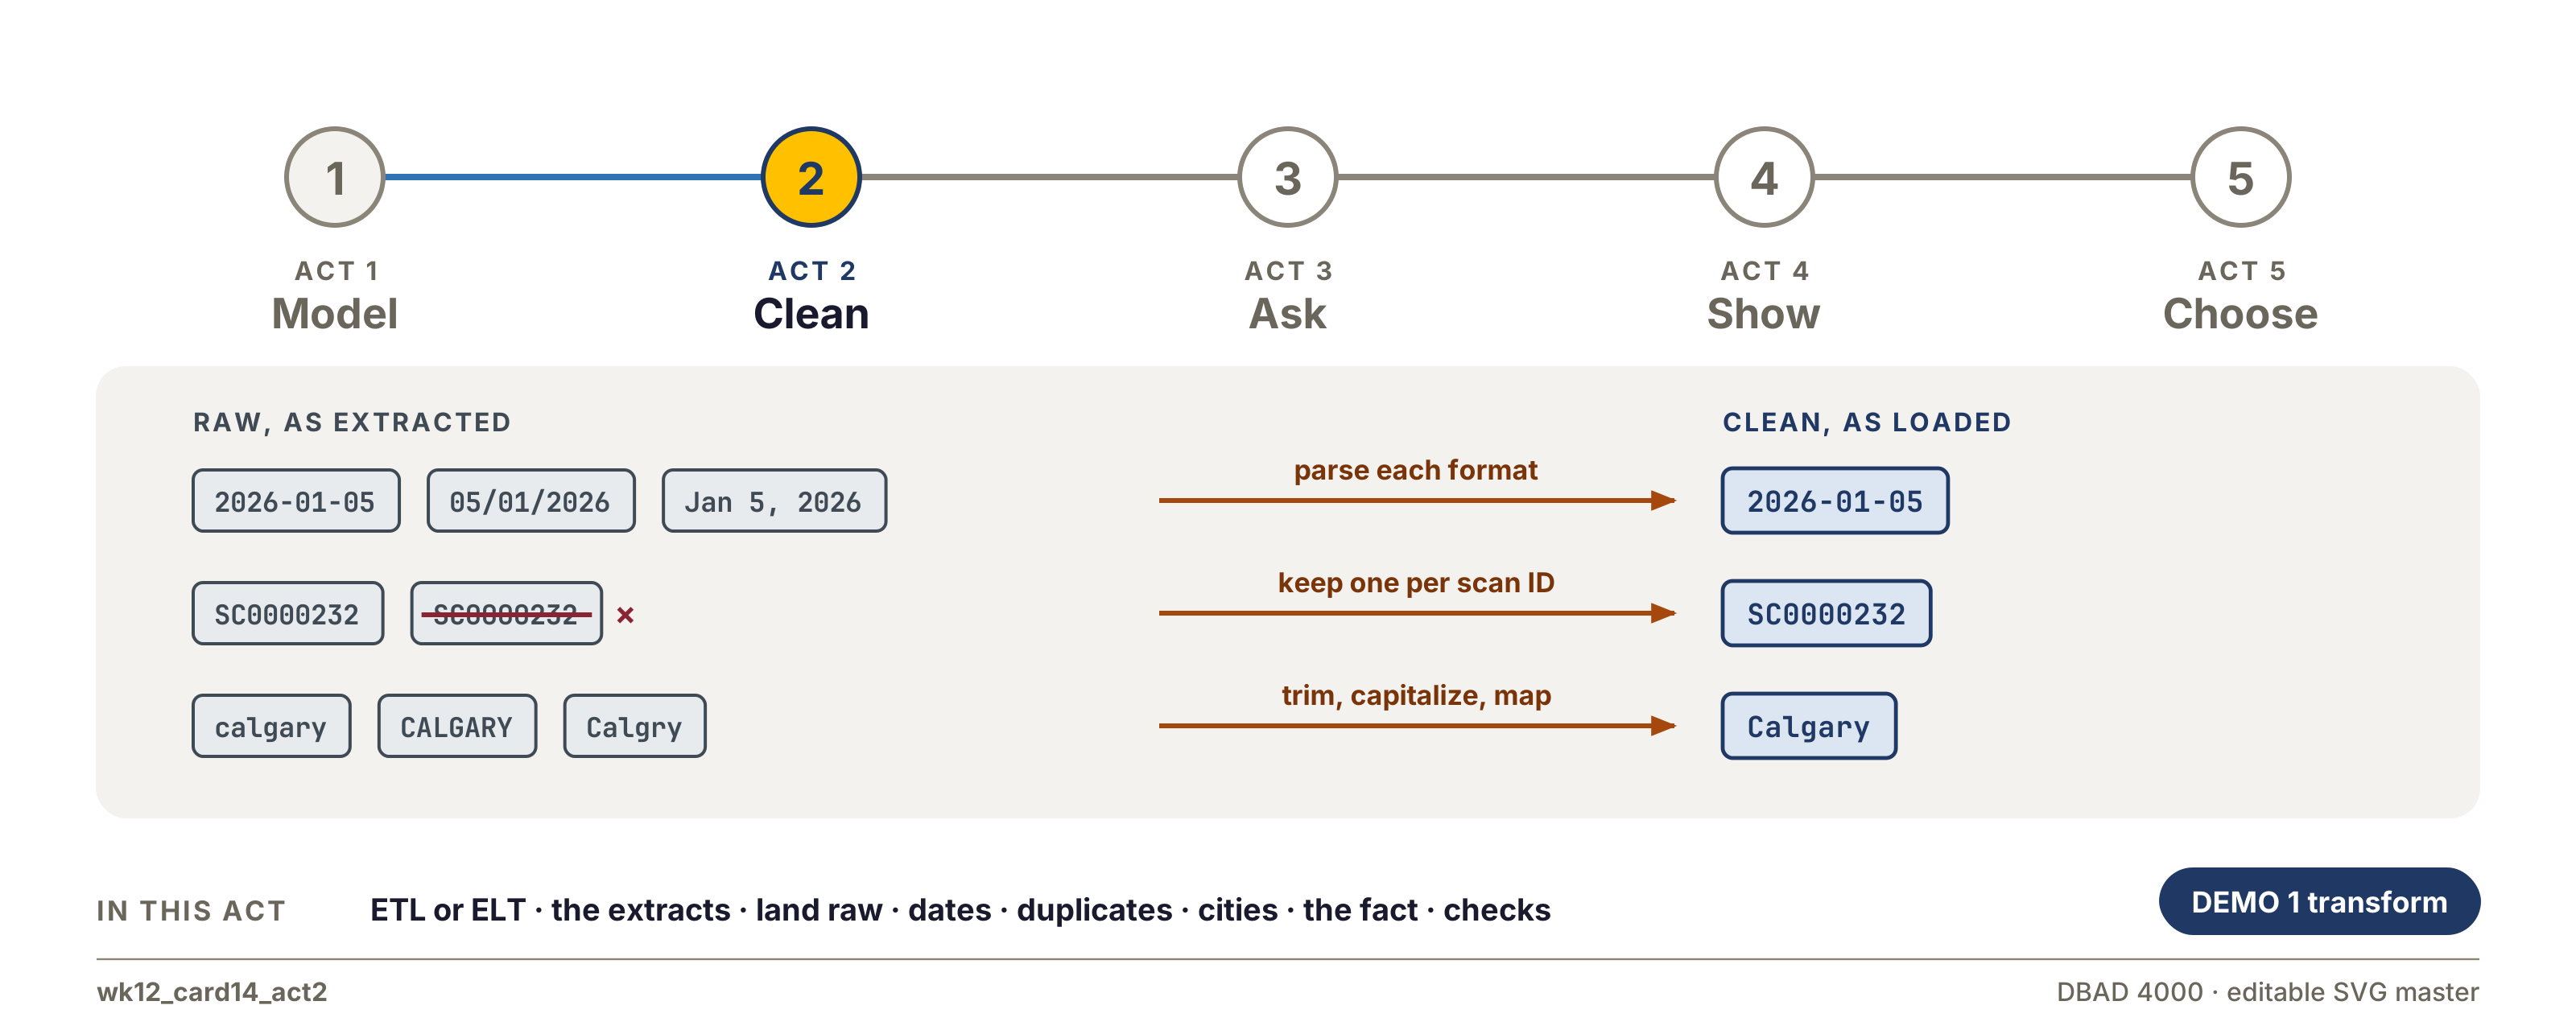 1 2 3 4 5
ACT 1 ACT 2 ACT 3 ACT 4 ACT 5
Model Clean Ask Show Choose
RAW, AS EXTRACTED CLEAN, AS LOADED
2026-01-05 05/01/2026 Jan 5, 2026 parse each format 2026-01-05
SC0000232 SC0000232 × keep one per scan ID SC0000232
calgary CALGARY Calgry trim, capitalize, map Calgary
IN THIS ACT ETL or ELT · the extracts · land raw · dates · duplicates · cities · the fact · checks DEMO 1 transform
wk12_card14_act2 DBAD 4000 · editable SVG master